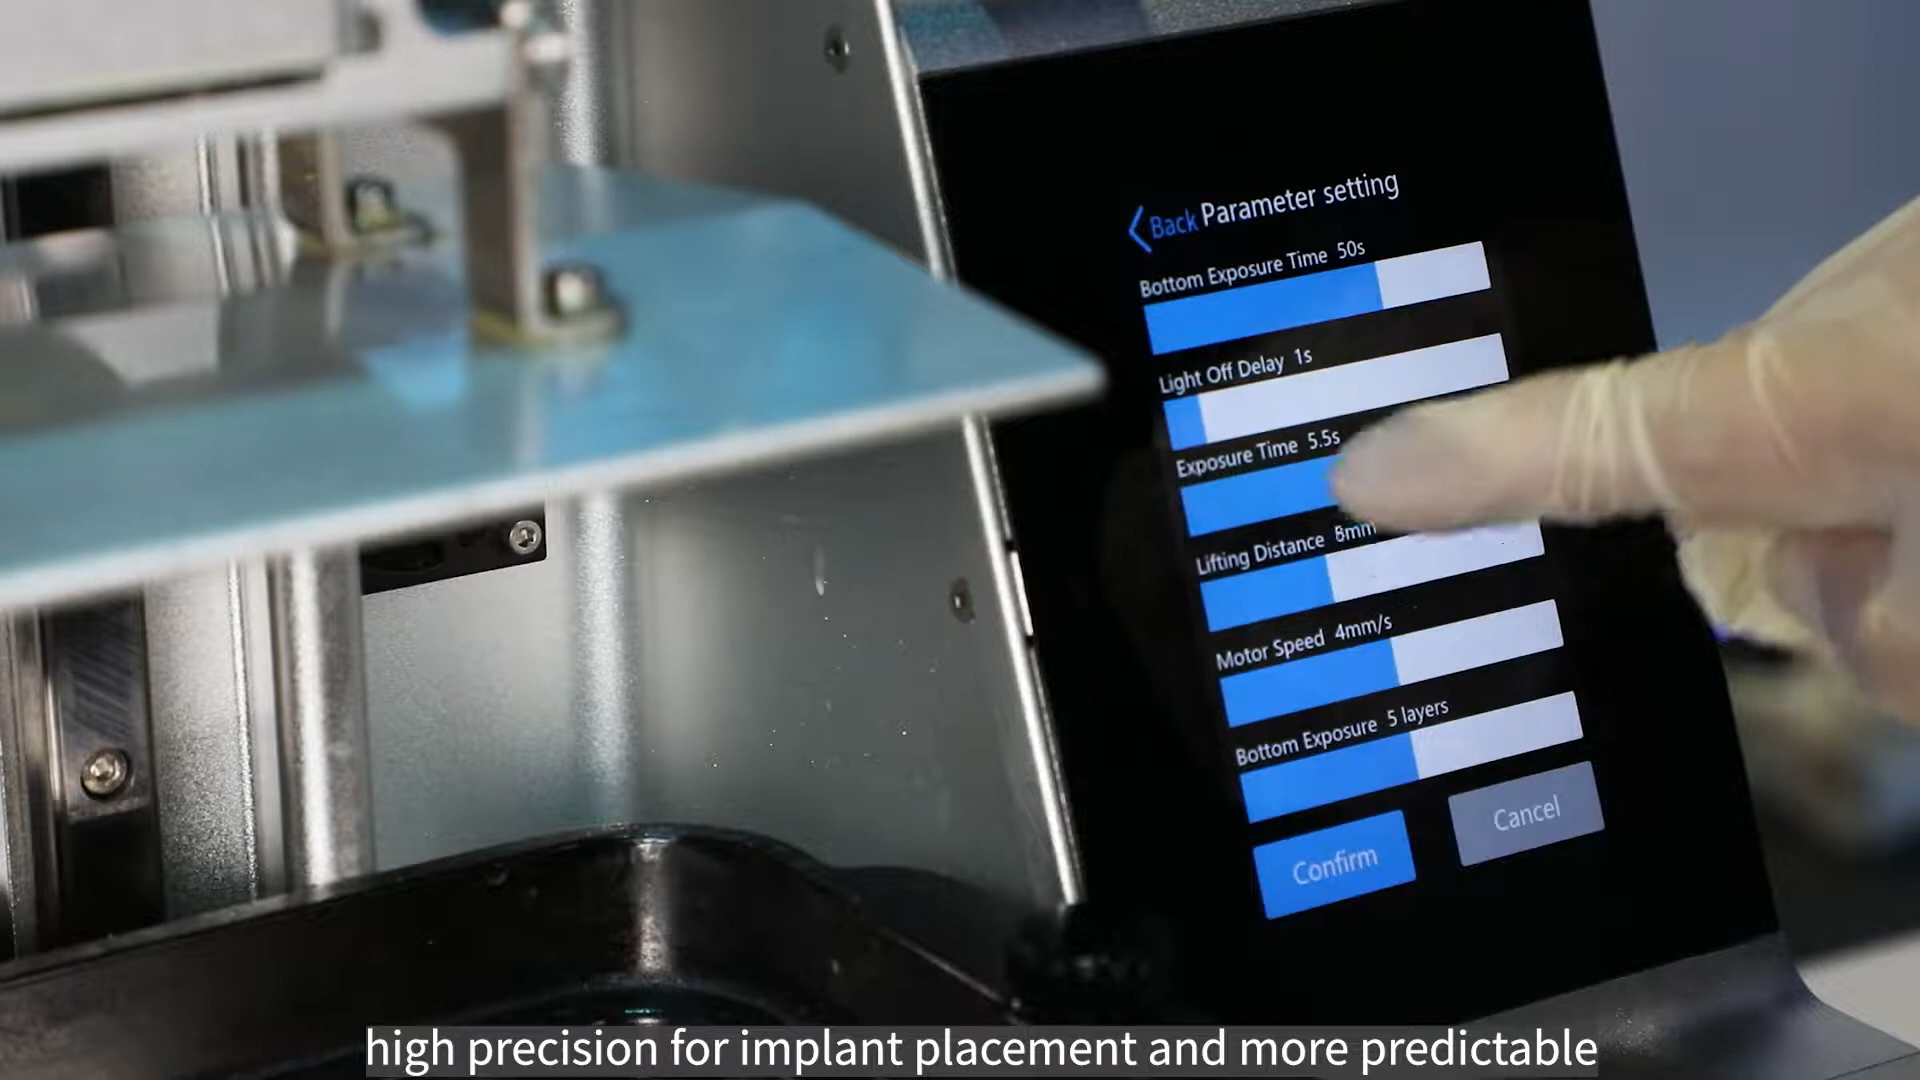 Back Parameter setting
Bottom Exposure Time 50s
Light Off Delay 1s
Exposure Time 5.5s
Lifting Distance 8mm
Motor Speed 4mm/s
Bottom Exposure 5 layers
Confirm
Cancel
high precision for implant placement and more predictable